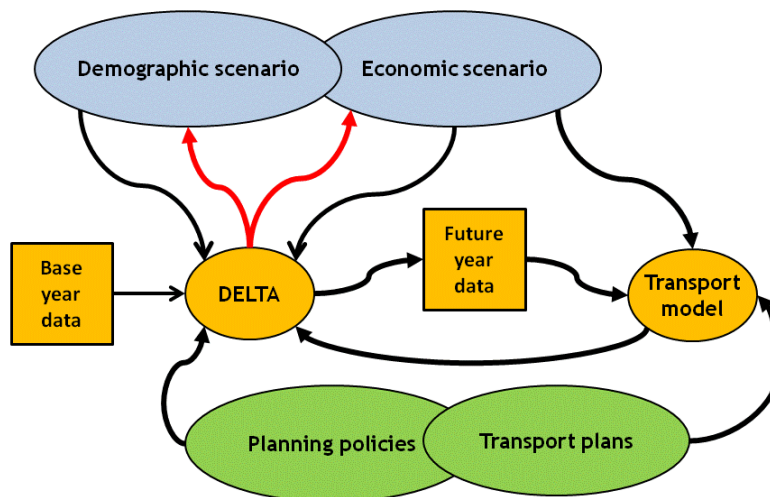 Demographic scenario
Economic scenario
Base
year
data
DELTA
Future
year
data
Transport
model
Planning policies
Transport plans